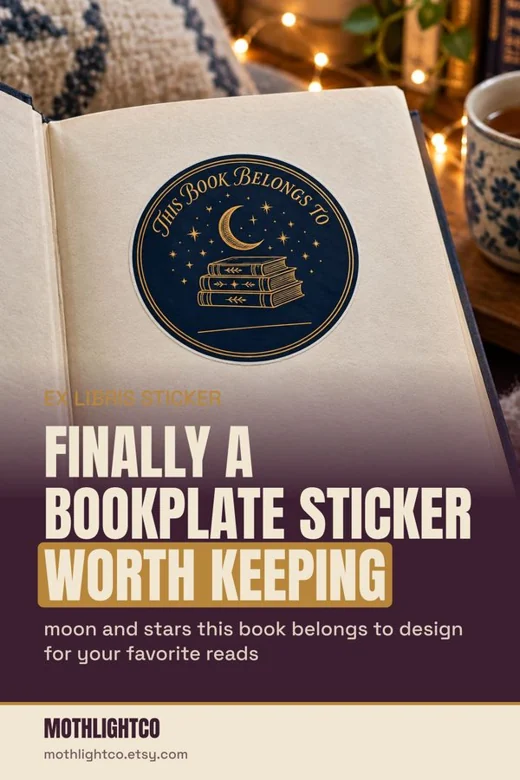 THIS BOOK BELONGS TO
EX LIBRIS STICKER
FINALLY A
BOOKPLATE STICKER
WORTH KEEPING
moon and stars this book belongs to design
for your favorite reads
MOTHLIGHTCO
mothlightco.etsy.com